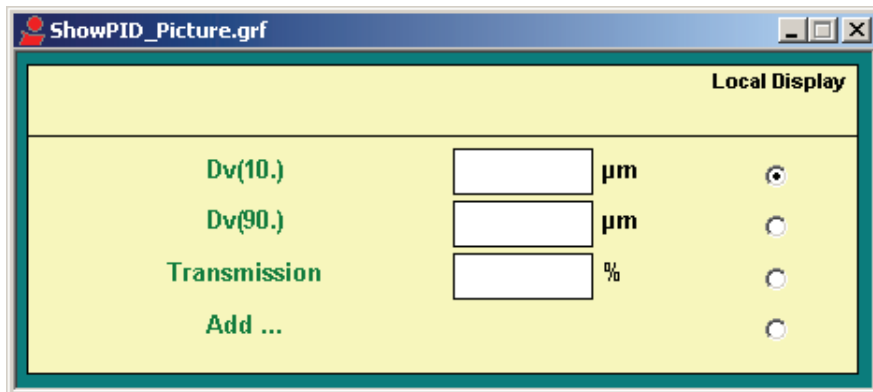 ShowPID_Picture.grf
Local Display
Dv(10.) µm
Dv(90.) µm
Transmission %
Add ...